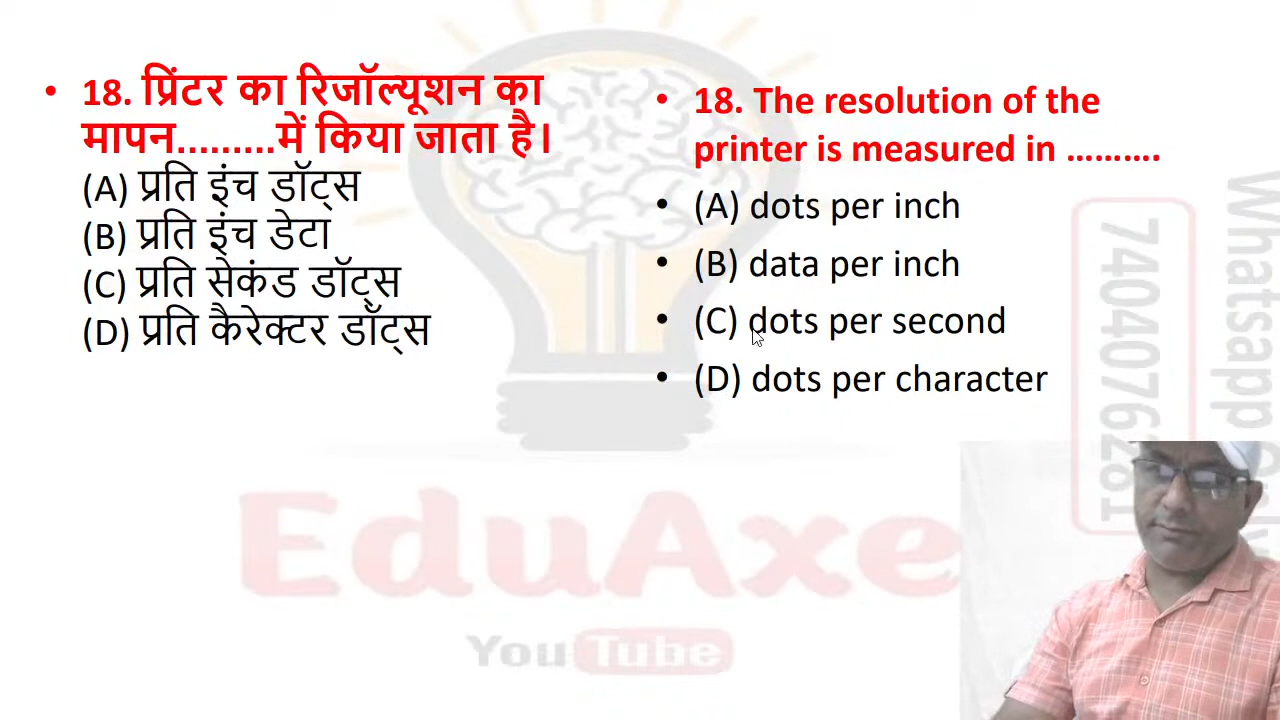 • 18. प्रिंटर का रिजॉल्यूशन का
मापन.........में किया जाता है।
(A) प्रति इंच डॉट्स
(B) प्रति इंच डेटा
(C) प्रति सेकंड डॉट्स
(D) प्रति कैरेक्टर डॉट्स
• 18. The resolution of the
printer is measured in ……….
• (A) dots per inch
• (B) data per inch
• (C) dots per second
• (D) dots per character
EduAxe
YouTube